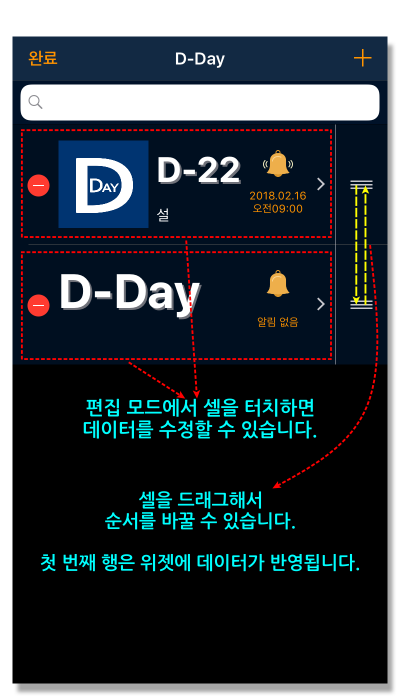 완료
D-Day
D-22
DAY
설
2018.02.16
오전09:00
D-Day
알림 없음
편집 모드에서 셀을 터치하면
데이터를 수정할 수 있습니다.
셀을 드래그해서
순서를 바꿀 수 있습니다.
첫 번째 행은 위젯에 데이터가 반영됩니다.